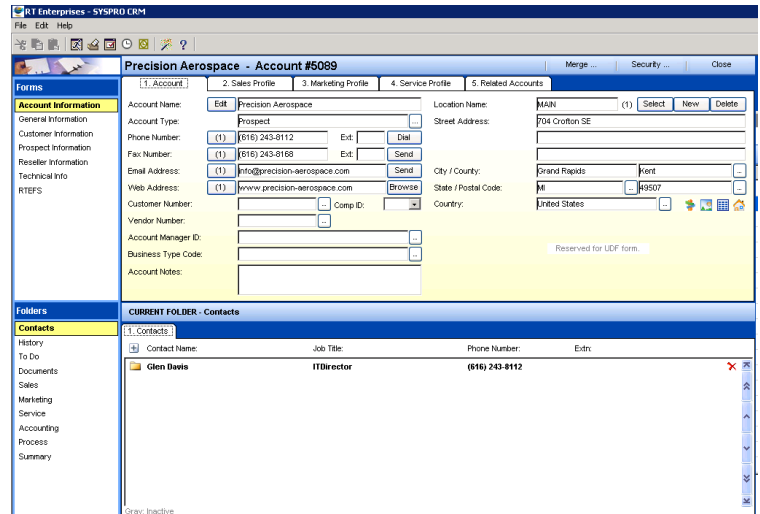 RT Enterprises - SYSPRO CRM
File Edit Help
Precision Aerospace - Account #5089 Merge ... Security ... Close
1. Account 2. Sales Profile 3. Marketing Profile 4. Service Profile 5. Related Accounts
Forms
Account Information
General Information
Customer Information
Prospect Information
Reseller Information
Technical Info
RTEFS
Account Name: Edit Precision Aerospace Location Name: MAIN (1) Select New Delete
Account Type: Prospect ... Street Address: 704 Crofton SE
Phone Number: (1) (616) 243-8112 Ext: Dial
Fax Number: (1) (616) 243-8168 Ext: Send
Email Address: (1) info@precision-aerospace.com Send City / County: Grand Rapids Kent ...
Web Address: (1) www.precision-aerospace.com Browse State / Postal Code: MI ... 49507 ...
Customer Number: ... Comp ID: Country: United States ...
Vendor Number: ...
Account Manager ID: ...
Business Type Code: ... Reserved for UDF form.
Account Notes:
Folders
Contacts
History
To Do
Documents
Sales
Marketing
Service
Accounting
Process
Summary
CURRENT FOLDER - Contacts
1. Contacts
Contact Name: Job Title: Phone Number: Extn:
Glen Davis ITDirector (616) 243-8112
Gray: Inactive